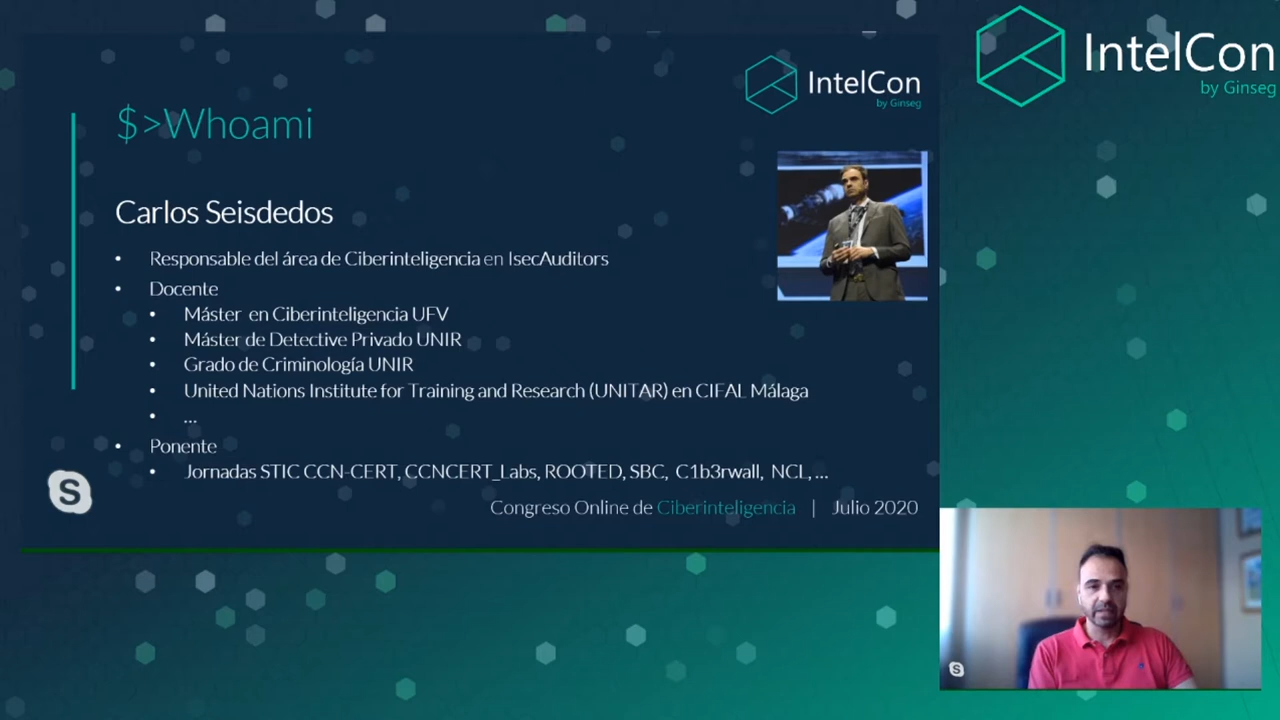 IntelCon
by Ginseg
IntelCon
by Ginseg
$>Whoami
Carlos Seisdedos
• Responsable del área de Ciberinteligencia en IsecAuditors
• Docente
• Máster en Ciberinteligencia UFV
• Máster de Detective Privado UNIR
• Grado de Criminología UNIR
• United Nations Institute for Training and Research (UNITAR) en CIFAL Málaga
• ...
• Ponente
• Jornadas STIC CCN-CERT, CCNCERT_Labs, ROOTED, SBC, C1b3rwall, NCL, ...
S
Congreso Online de Ciberinteligencia | Julio 2020
S